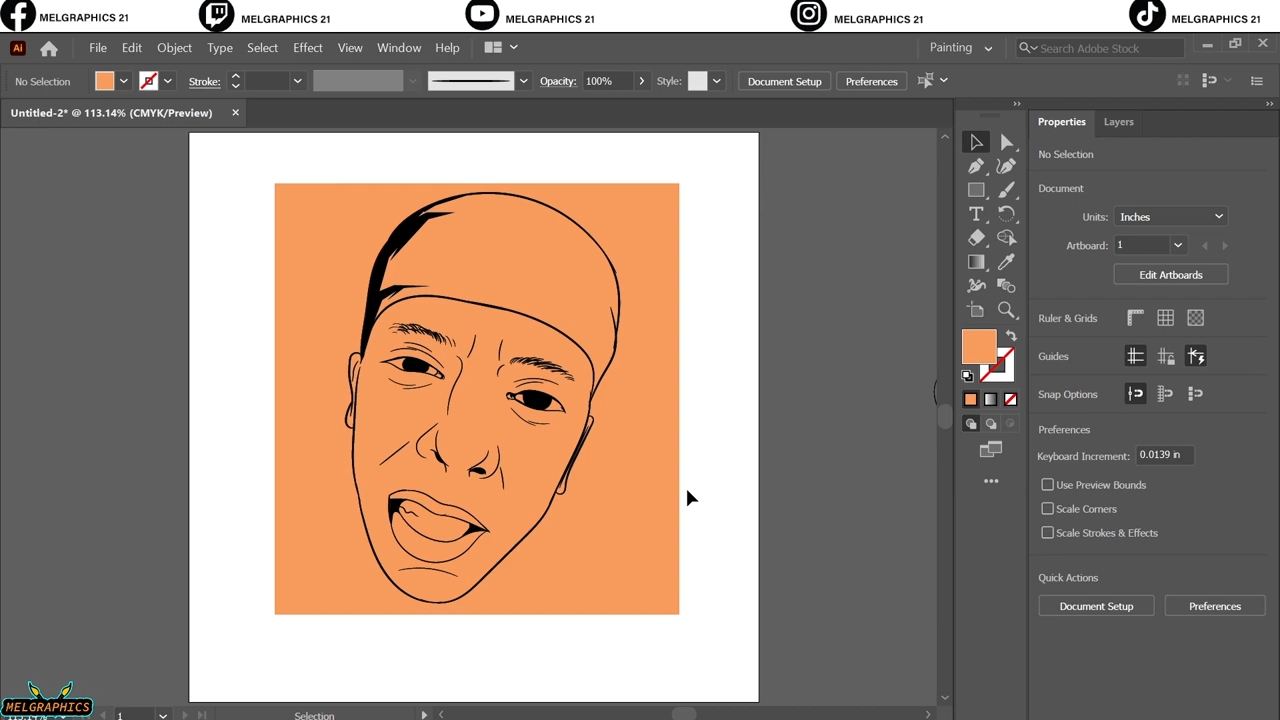 MELGRAPHICS 21 MELGRAPHICS 21 MELGRAPHICS 21 MELGRAPHICS 21 MELGRAPHICS 21
Ai File Edit Object Type Select Effect View Window Help Painting Search Adobe Stock
No Selection Stroke: Opacity: 100% Style: Document Setup Preferences
Untitled-2* @ 113.14% (CMYK/Preview)
Properties Layers
No Selection
Document
Units: Inches
Artboard: 1
Edit Artboards
Ruler & Grids
Guides
Snap Options
Preferences
Keyboard Increment: 0.0139 in
Use Preview Bounds
Scale Corners
Scale Strokes & Effects
Quick Actions
Document Setup Preferences
MELGRAPHICS
1 Selection